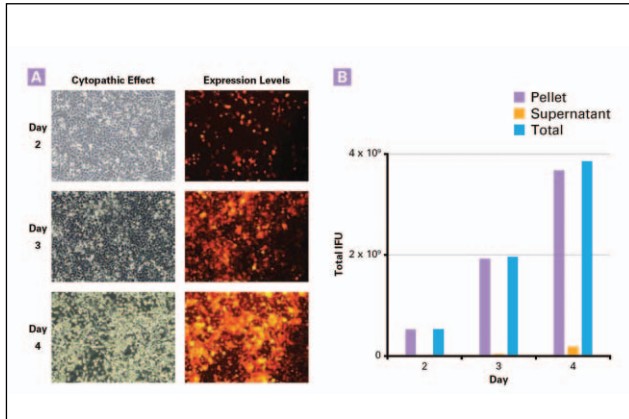 A
Cytopathic Effect
Expression Levels
Day
2
Day
3
Day
4
B
Pellet
Supernatant
Total
4 x 10⁹
2 x 10⁹
0
Total IFU
2
3
4
Day